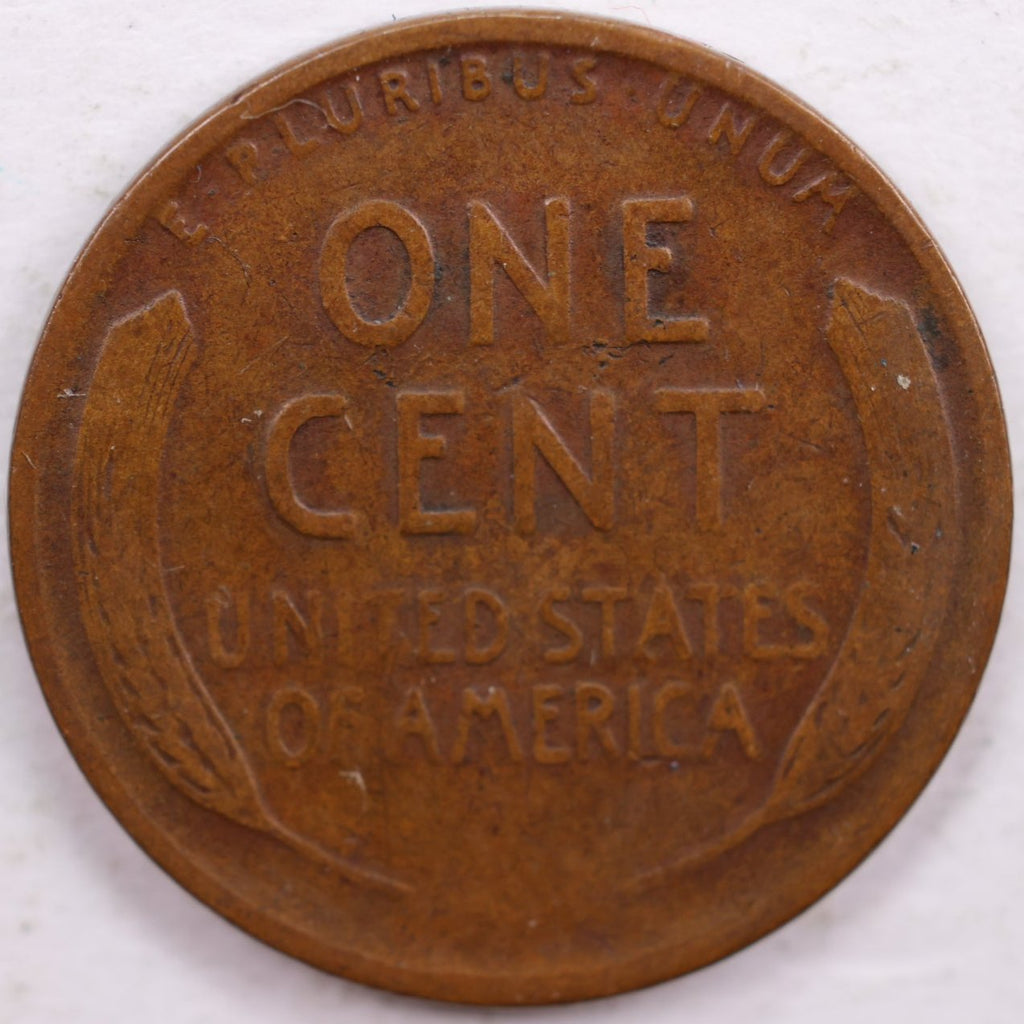 E · PLURIBUS · UNUM
ONE
CENT
UNITED STATES
OF AMERICA